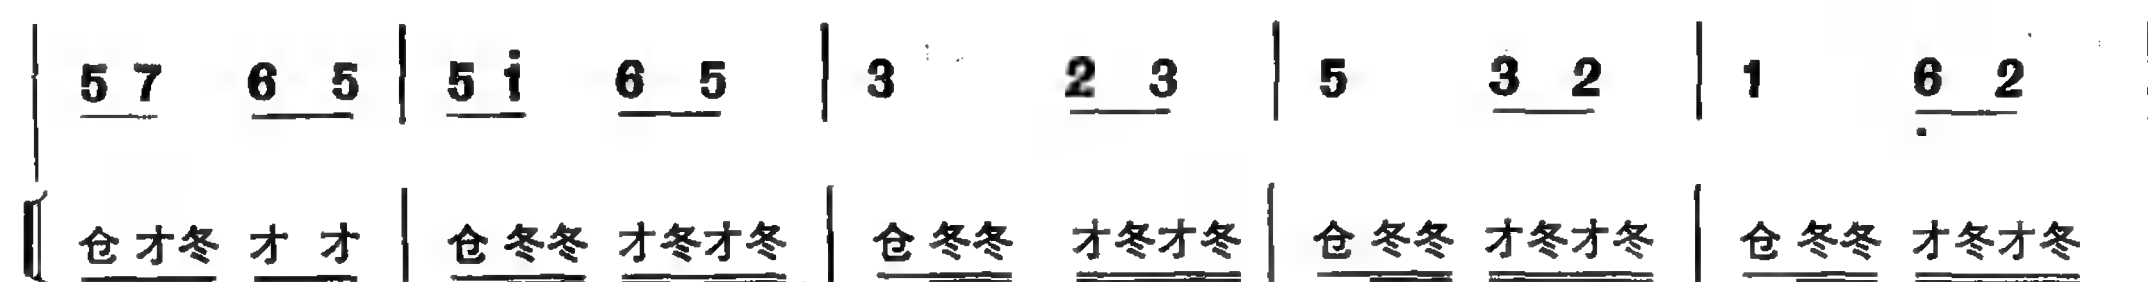 5 7 6 5 | 5 i 6 5 | 3 2 3 | 5 3 2 | 1 6 2
仓 才冬 才 才 | 仓 冬冬 才冬才冬 | 仓 冬冬 才冬才冬 | 仓 冬冬 才冬才冬 | 仓 冬冬 才冬才冬